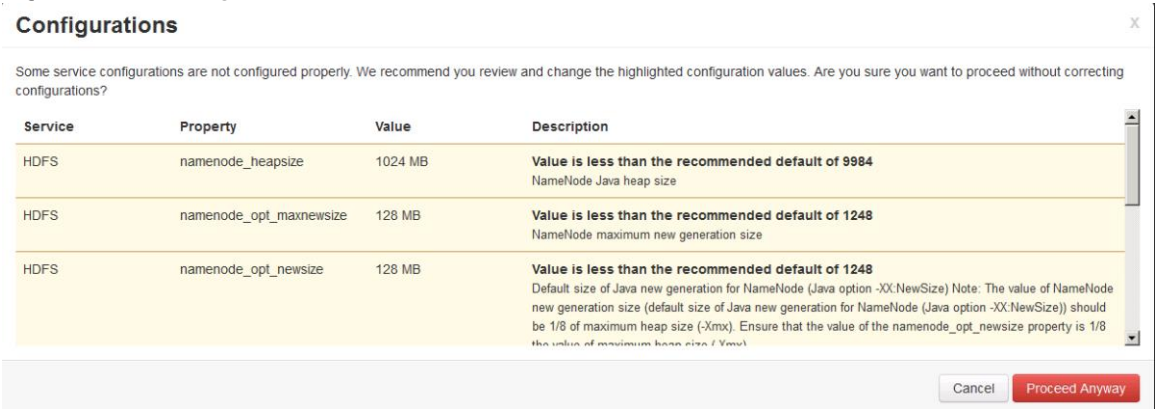 Configurations
X
Some service configurations are not configured properly. We recommend you review and change the highlighted configuration values. Are you sure you want to proceed without correcting
configurations?
Service Property Value Description
HDFS namenode_heapsize 1024 MB Value is less than the recommended default of 9984
NameNode Java heap size
HDFS namenode_opt_maxnewsize 128 MB Value is less than the recommended default of 1248
NameNode maximum new generation size
HDFS namenode_opt_newsize 128 MB Value is less than the recommended default of 1248
Default size of Java new generation for NameNode (Java option -XX:NewSize) Note: The value of NameNode
new generation size (default size of Java new generation for NameNode (Java option -XX:NewSize)) should
be 1/8 of maximum heap size (-Xmx). Ensure that the value of the namenode_opt_newsize property is 1/8
the value of maximum heap size (-Xmx)
Cancel Proceed Anyway